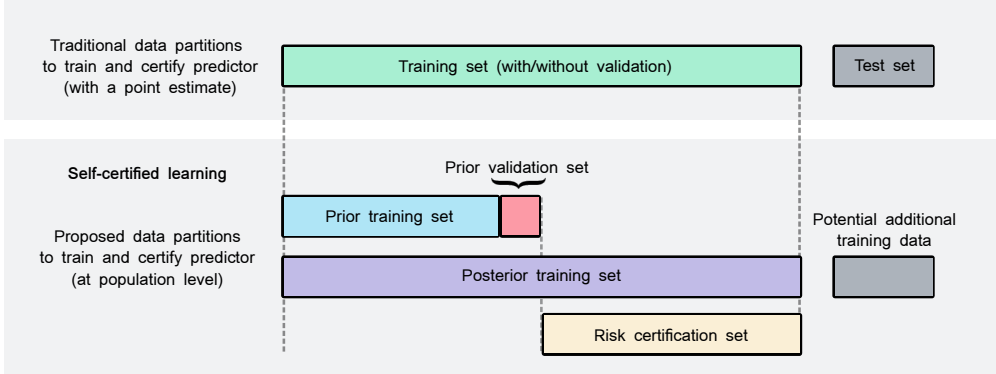 Traditional data partitions
to train and certify predictor
(with a point estimate)
Training set (with/without validation)
Test set
Self-certified learning
Prior validation set
Prior training set
Proposed data partitions
to train and certify predictor
(at population level)
Potential additional
training data
Posterior training set
Risk certification set